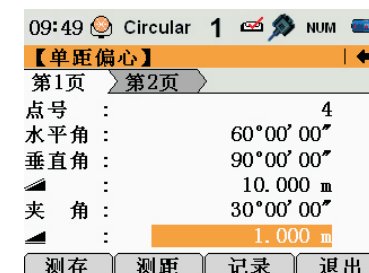 09:49 Circular 1 NUM
【单距偏心】
第1页 第2页
点号 : 4
水平角 : 60°00′00″
垂直角 : 90°00′00″
: 10.000 m
夹 角 : 30°00′00″
: 1.000 m
测存 测距 记录 退出